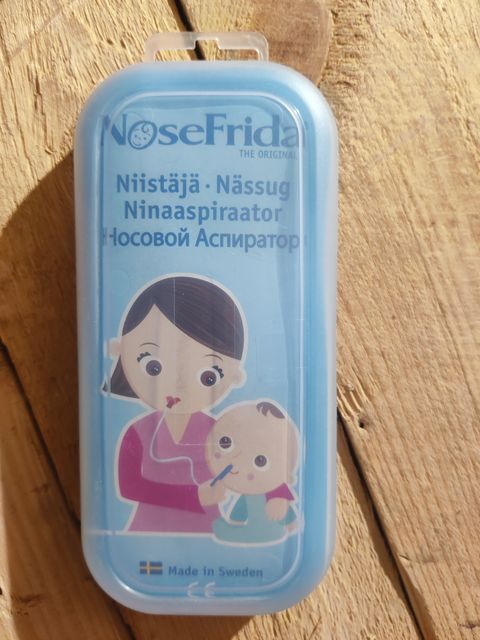 NoseFrida
THE ORIGINAL
Niistäjä · Nässug
Ninaaspiraator
Носовой Аспиратор
Made in Sweden
CE